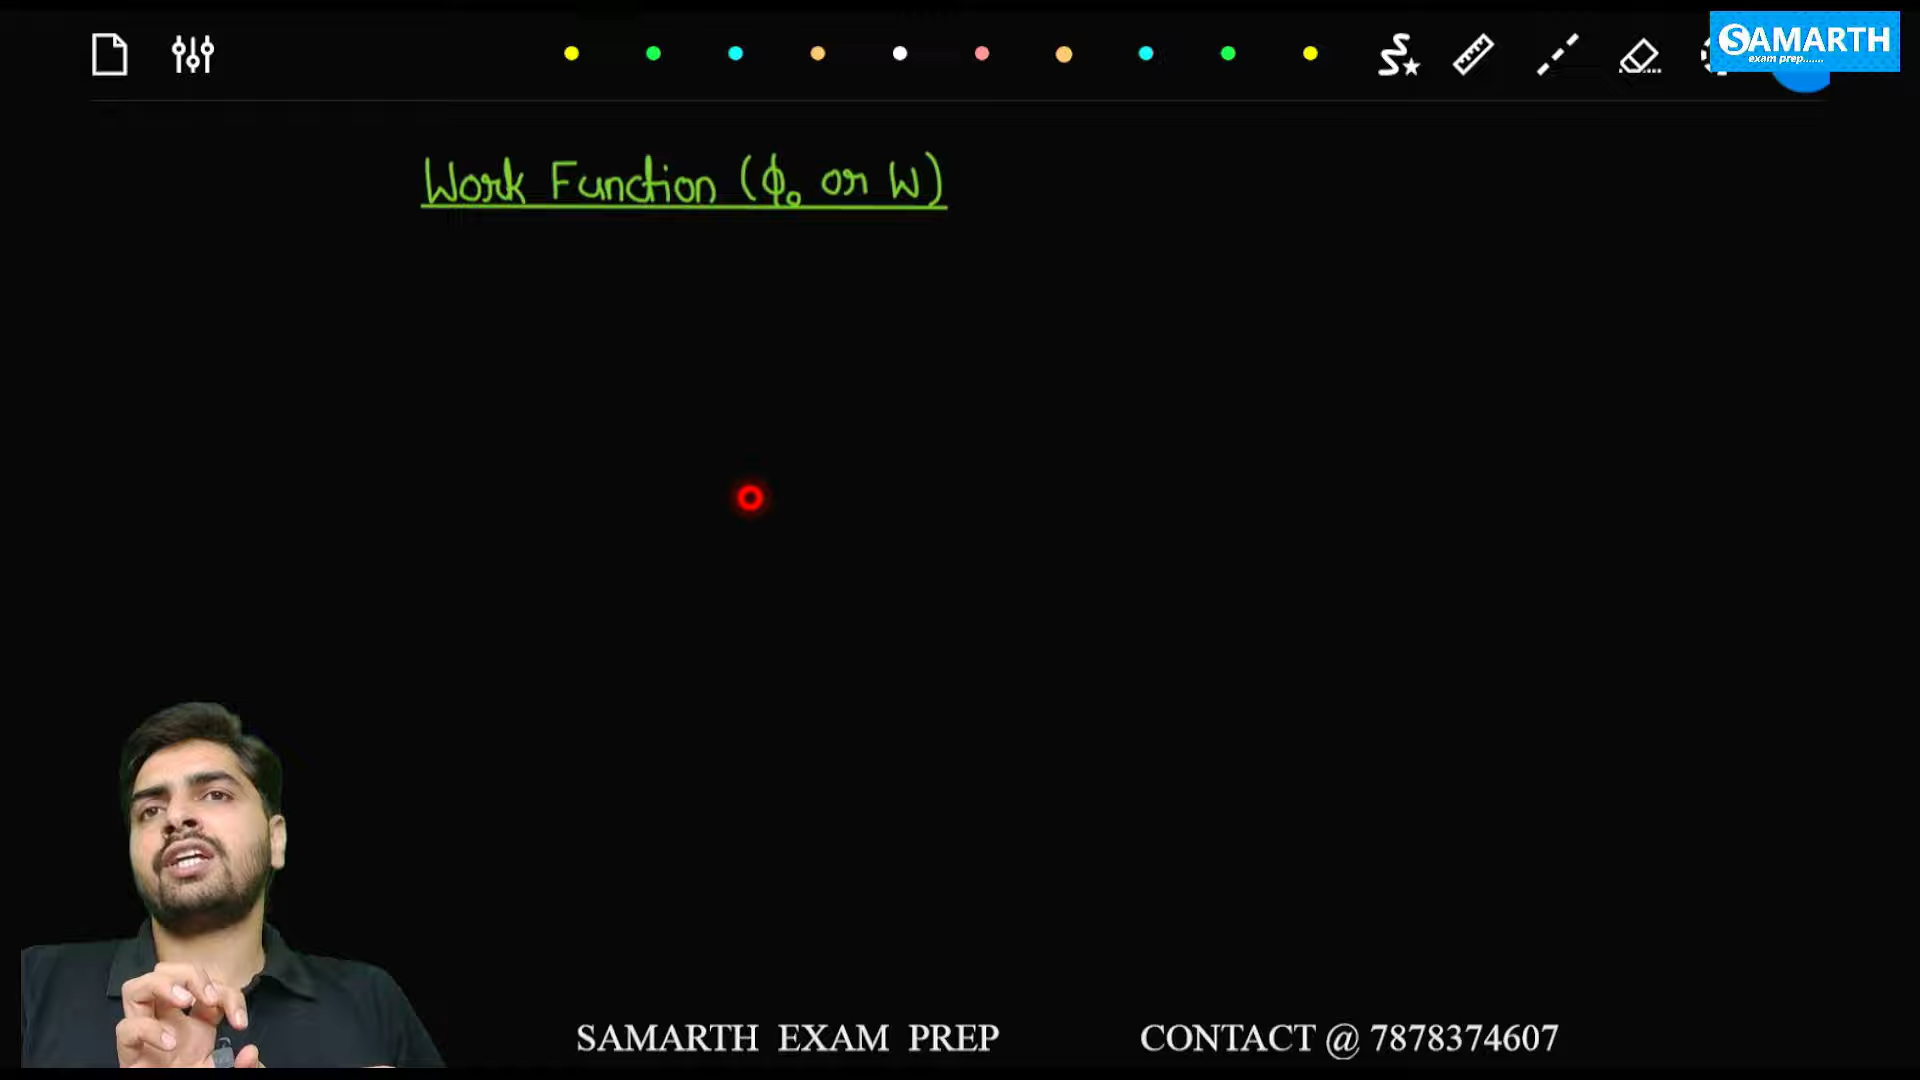 SAMARTH
exam prep......
Work Function (ϕ₀ or W)
SAMARTH EXAM PREP CONTACT @ 7878374607